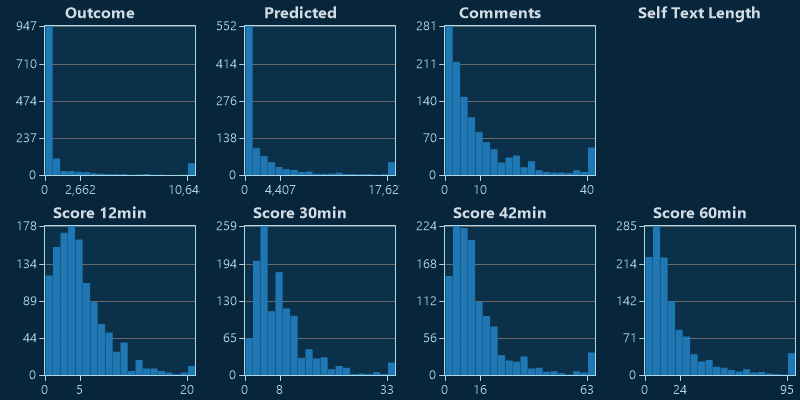 Outcome Predicted Comments Self Text Length
947 552 281
710 414 211
474 276 140
237 138 70
0 0 0
0 2,662 10,64 0 4,407 17,62 0 10 40
Score 12min Score 30min Score 42min Score 60min
178 259 224 285
134 194 168 214
89 130 112 142
44 65 56 71
0 0 0 0
0 5 20 0 8 33 0 16 63 0 24 95